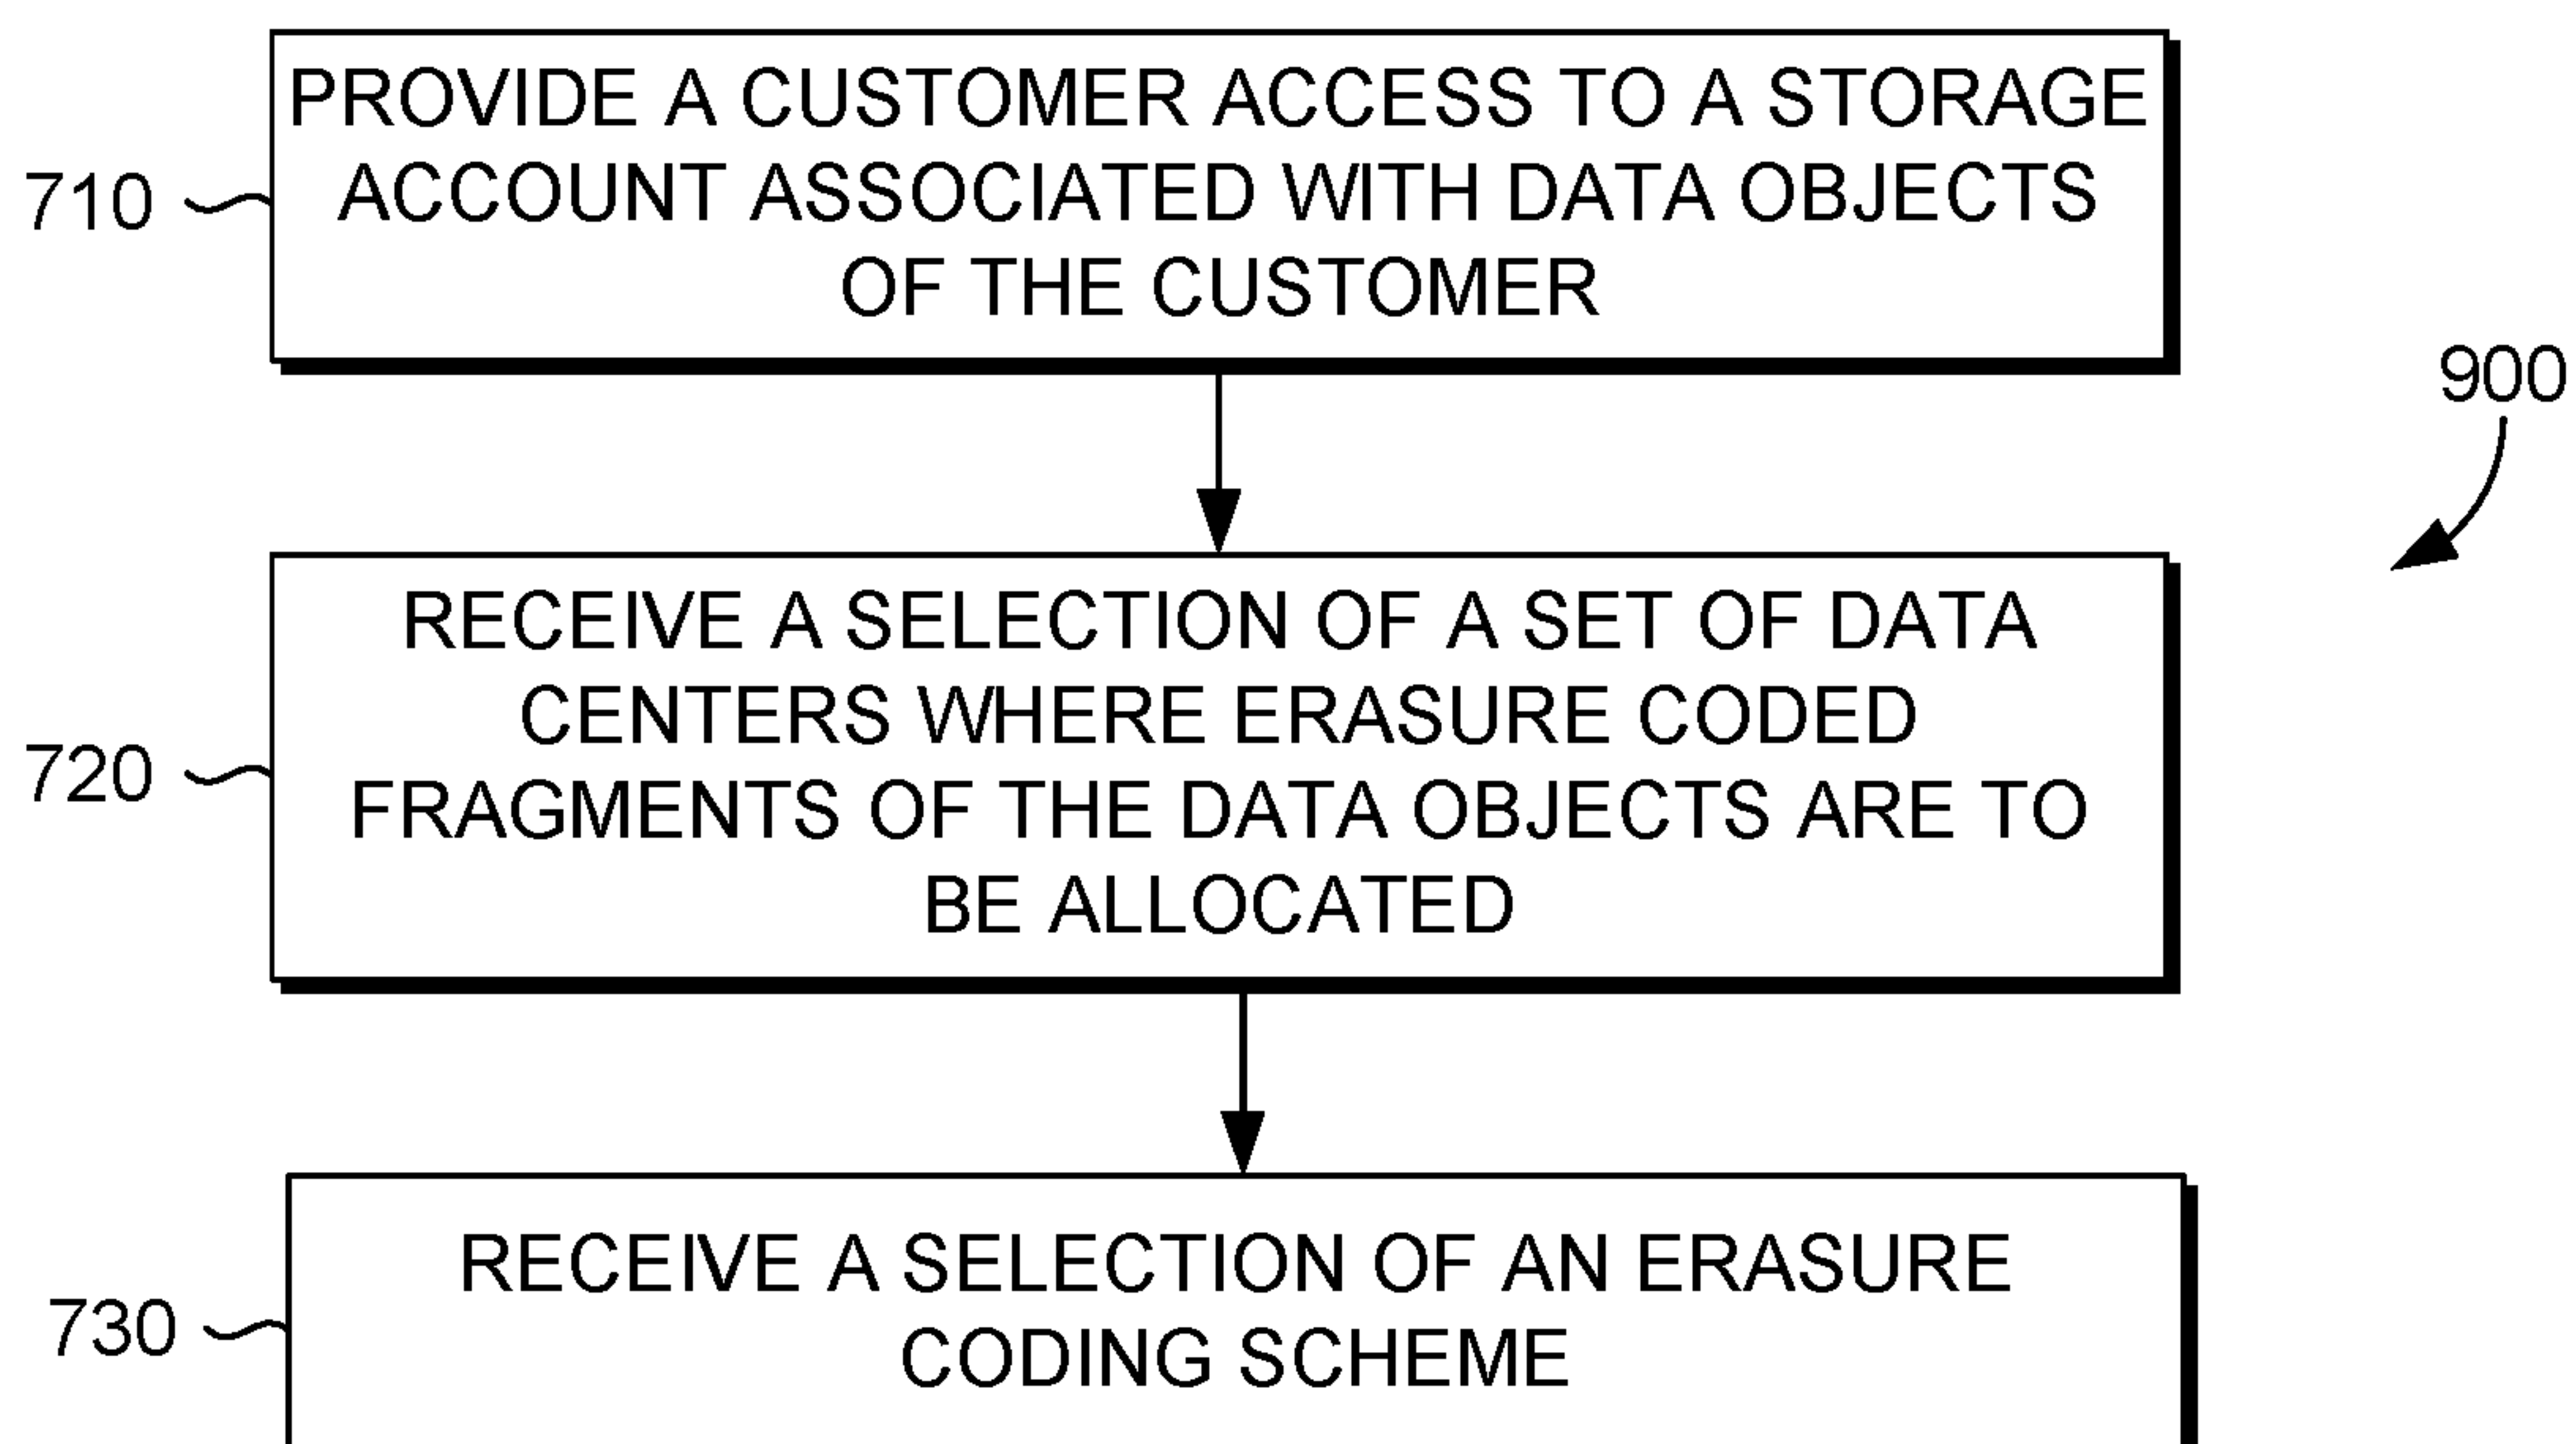 PROVIDE A CUSTOMER ACCESS TO A STORAGE
ACCOUNT ASSOCIATED WITH DATA OBJECTS
OF THE CUSTOMER
710
900
RECEIVE A SELECTION OF A SET OF DATA
CENTERS WHERE ERASURE CODED
FRAGMENTS OF THE DATA OBJECTS ARE TO
BE ALLOCATED
720
RECEIVE A SELECTION OF AN ERASURE
CODING SCHEME
730